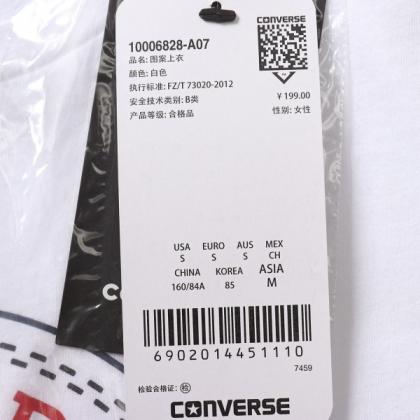 CONVERSE
10006828-A07
品名: 图案上衣
颜色: 白色
执行标准: FZ/T 73020-2012
安全技术类别: B类
产品等级: 合格品
¥ 199.00
性别: 女性
USA EURO AUS MEX
S S S CH
CHINA KOREA ASIA
160/84A 85 M
6902014451110
7459
检验合格证: 检
CONVERSE